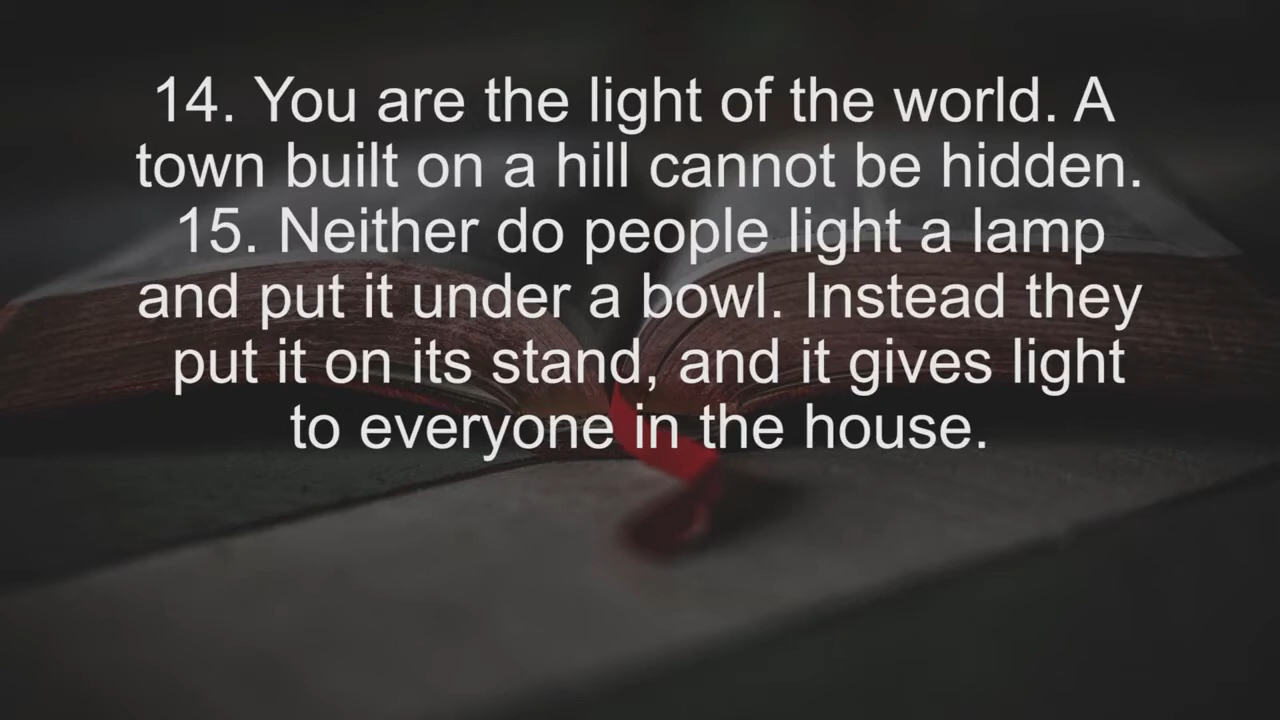 14. You are the light of the world. A
town built on a hill cannot be hidden.
15. Neither do people light a lamp
and put it under a bowl. Instead they
put it on its stand, and it gives light
to everyone in the house.